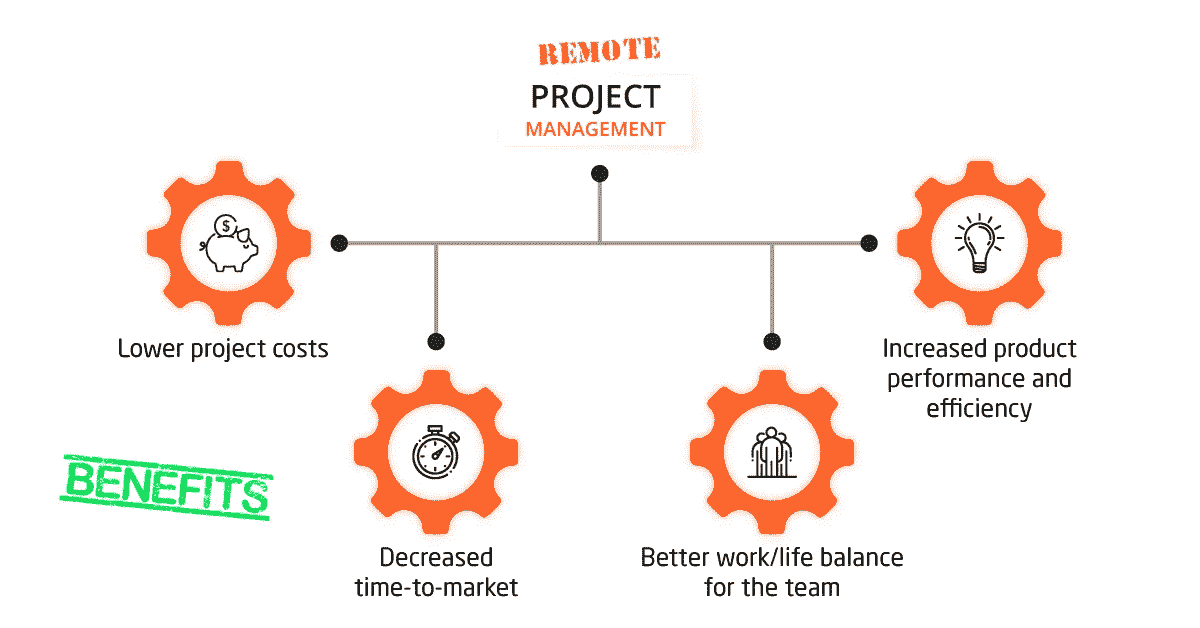 REMOTE
PROJECT
MANAGEMENT
$
Lower project costs
Increased product
performance and
efficiency
BENEFITS
Decreased
time-to-market
Better work/life balance
for the team